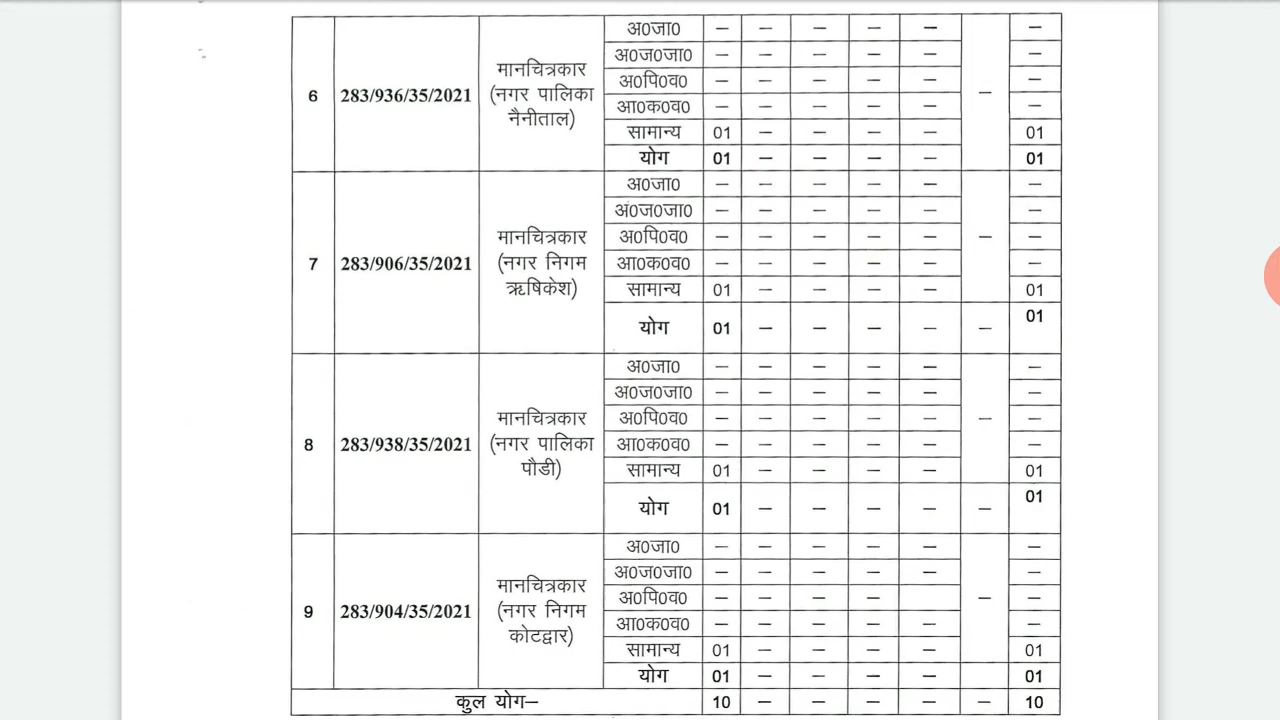 6 283/936/35/2021 मानचित्रकार (नगर पालिका नैनीताल)
अ0जा0 – – – – – – –
अ0ज0जा0 – – – – –
अ0पि0व0 – – – – –
आ0क0व0 – – – – –
सामान्य 01 – – – 01
योग 01 – – – 01
7 283/906/35/2021 मानचित्रकार (नगर निगम ऋषिकेश)
अ0जा0 – – – – – – –
अ0ज0जा0 – – – – –
अ0पि0व0 – – – – –
आ0क0व0 – – – – –
सामान्य 01 – – – 01
योग 01 – – – – 01
8 283/938/35/2021 मानचित्रकार (नगर पालिका पौडी)
अ0जा0 – – – – – – –
अ0ज0जा0 – – – – –
अ0पि0व0 – – – – –
आ0क0व0 – – – – –
सामान्य 01 – – – – 01
योग 01 – – – – – 01
9 283/904/35/2021 मानचित्रकार (नगर निगम कोटद्वार)
अ0जा0 – – – – – – –
अ0ज0जा0 – – – – – –
अ0पि0व0 – – – – –
आ0क0व0 – – – – – –
सामान्य 01 – – – – 01
योग 01 – – – – 01
कुल योग– 10 – – – – – 10